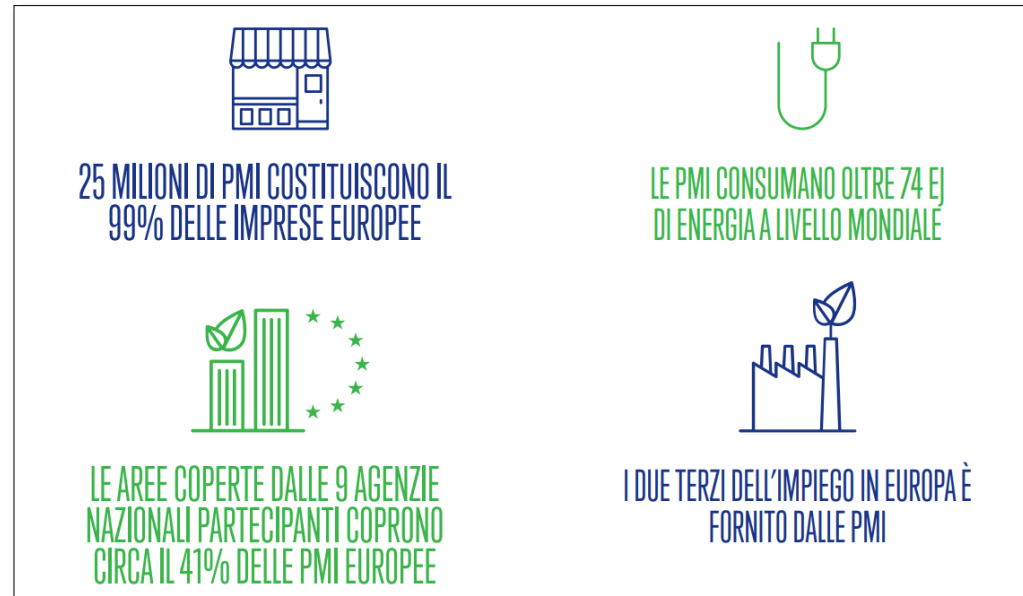 25 MILIONI DI PMI COSTITUISCONO IL
99% DELLE IMPRESE EUROPEE
LE PMI CONSUMANO OLTRE 74 EJ
DI ENERGIA A LIVELLO MONDIALE
LE AREE COPERTE DALLE 9 AGENZIE
NAZIONALI PARTECIPANTI COPRONO
CIRCA IL 41% DELLE PMI EUROPEE
I DUE TERZI DELL'IMPIEGO IN EUROPA È
FORNITO DALLE PMI